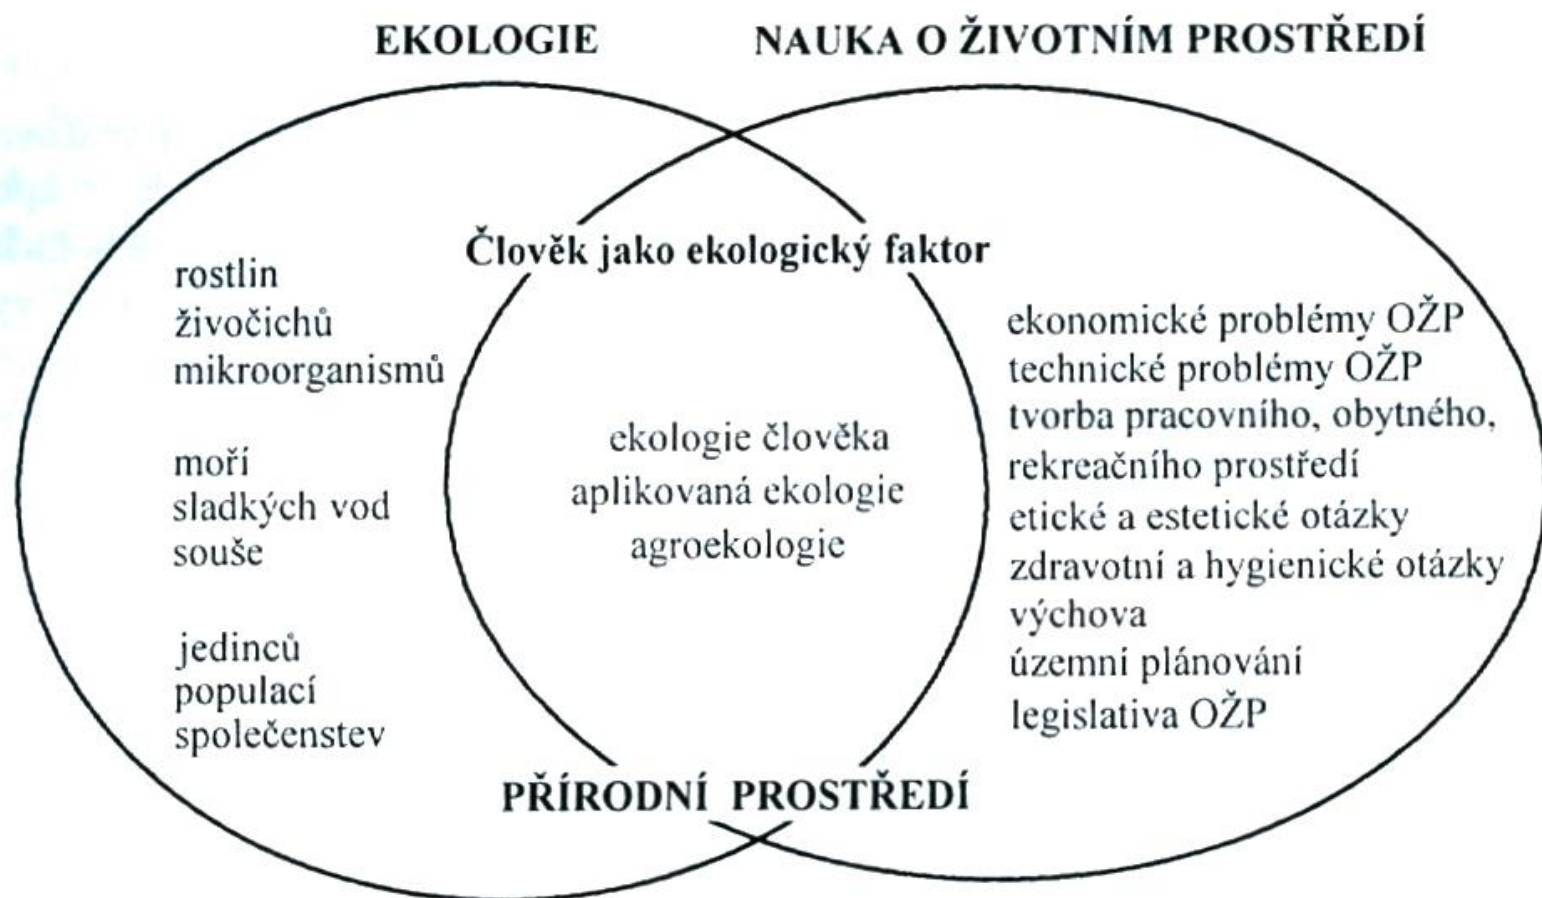 EKOLOGIE
NAUKA O ŽIVOTNÍM PROSTŘEDÍ
Člověk jako ekologický faktor
rostlin
živočichů
mikroorganismů
moří
sladkých vod
souše
jedinců
populací
společenstev
ekologie člověka
aplikovaná ekologie
agroekologie
ekonomické problémy OŽP
technické problémy OŽP
tvorba pracovního, obytného,
rekreačního prostředí
etické a estetické otázky
zdravotní a hygienické otázky
výchova
územní plánování
legislativa OŽP
PŘÍRODNÍ PROSTŘEDÍ